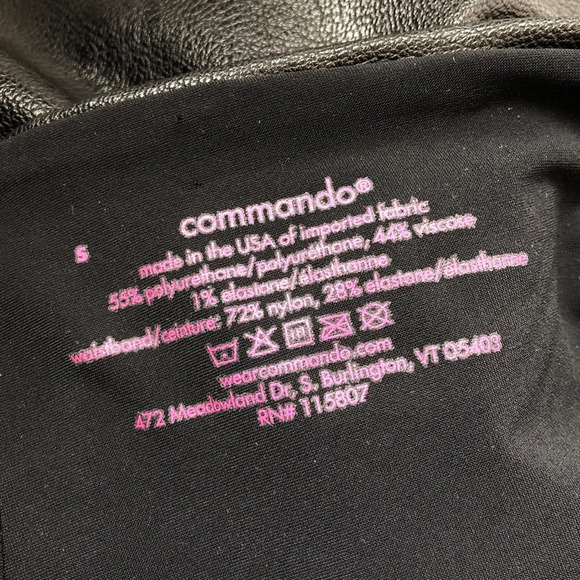 commando®
S
made in the USA of imported fabric
55% polyurethane/polyuréthane, 44% viscose
1% elastane/élasthanne
waistband/ceinture: 72% nylon, 28% elastane/élasthanne
wearcommando.com
472 Meadowland Dr, S. Burlington, VT 05403
RN# 115807